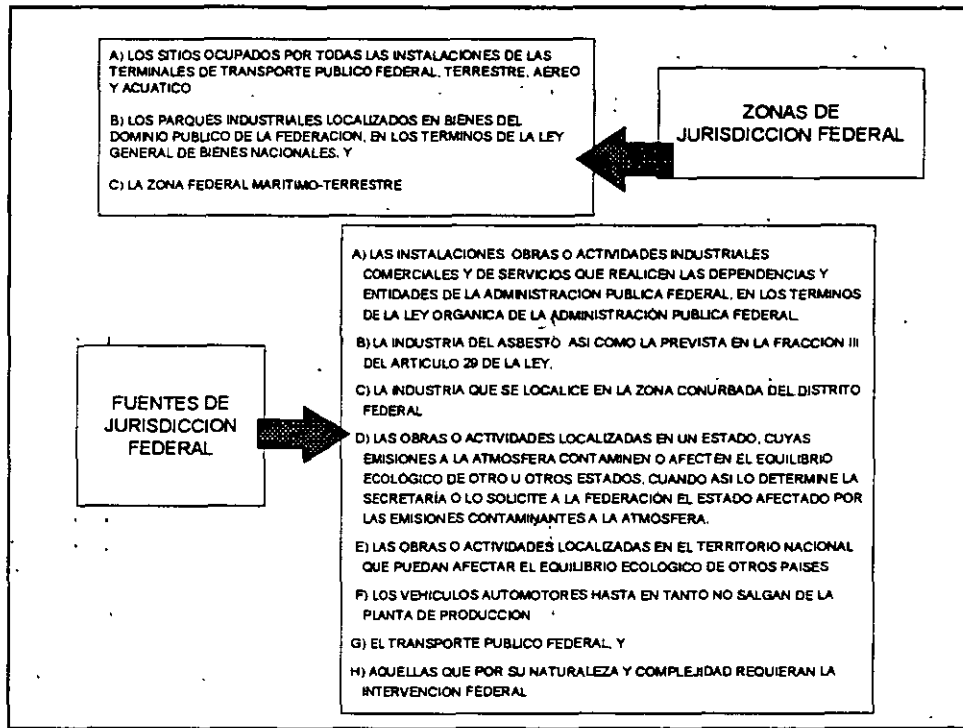 A) LOS SITIOS OCUPADOS POR TODAS LAS INSTALACIONES DE LAS
TERMINALES DE TRANSPORTE PUBLICO FEDERAL, TERRESTRE, AEREO
Y ACUATICO
B) LOS PARQUES INDUSTRIALES LOCALIZADOS EN BIENES DEL
DOMINIO PUBLICO DE LA FEDERACION, EN LOS TERMINOS DE LA LEY
GENERAL DE BIENES NACIONALES, Y
C) LA ZONA FEDERAL MARITIMO-TERRESTRE
ZONAS DE
JURISDICCION FEDERAL
FUENTES DE
JURISDICCION
FEDERAL
A) LAS INSTALACIONES OBRAS O ACTIVIDADES INDUSTRIALES
COMERCIALES Y DE SERVICIOS QUE REALICEN LAS DEPENDENCIAS Y
ENTIDADES DE LA ADMINISTRACION PUBLICA FEDERAL, EN LOS TERMINOS
DE LA LEY ORGANICA DE LA ADMINISTRACIÓN PUBLICA FEDERAL.
B) LA INDUSTRIA DEL ASBESTO ASI COMO LA PREVISTA EN LA FRACCION III
DEL ARTICULO 29 DE LA LEY,
C) LA INDUSTRIA QUE SE LOCALICE EN LA ZONA CONURBADA DEL DISTRITO
FEDERAL
D) LAS OBRAS O ACTIVIDADES LOCALIZADAS EN UN ESTADO, CUYAS
EMISIONES A LA ATMOSFERA CONTAMINEN O AFECTEN EL EQUILIBRIO
ECOLOGICO DE OTRO U OTROS ESTADOS, CUANDO ASI LO DETERMINE LA
SECRETARÍA O LO SOLICITE A LA FEDERACIÓN EL ESTADO AFECTADO POR
LAS EMISIONES CONTAMINANTES A LA ATMOSFERA.
E) LAS OBRAS O ACTIVIDADES LOCALIZADAS EN EL TERRITORIO NACIONAL
QUE PUEDAN AFECTAR EL EQUILIBRIO ECOLOGICO DE OTROS PAISES
F) LOS VEHICULOS AUTOMOTORES HASTA EN TANTO NO SALGAN DE LA
PLANTA DE PRODUCCION
G) EL TRANSPORTE PUBLICO FEDERAL, Y
H) AQUELLAS QUE POR SU NATURALEZA Y COMPLEJIDAD REQUIERAN LA
INTERVENCION FEDERAL